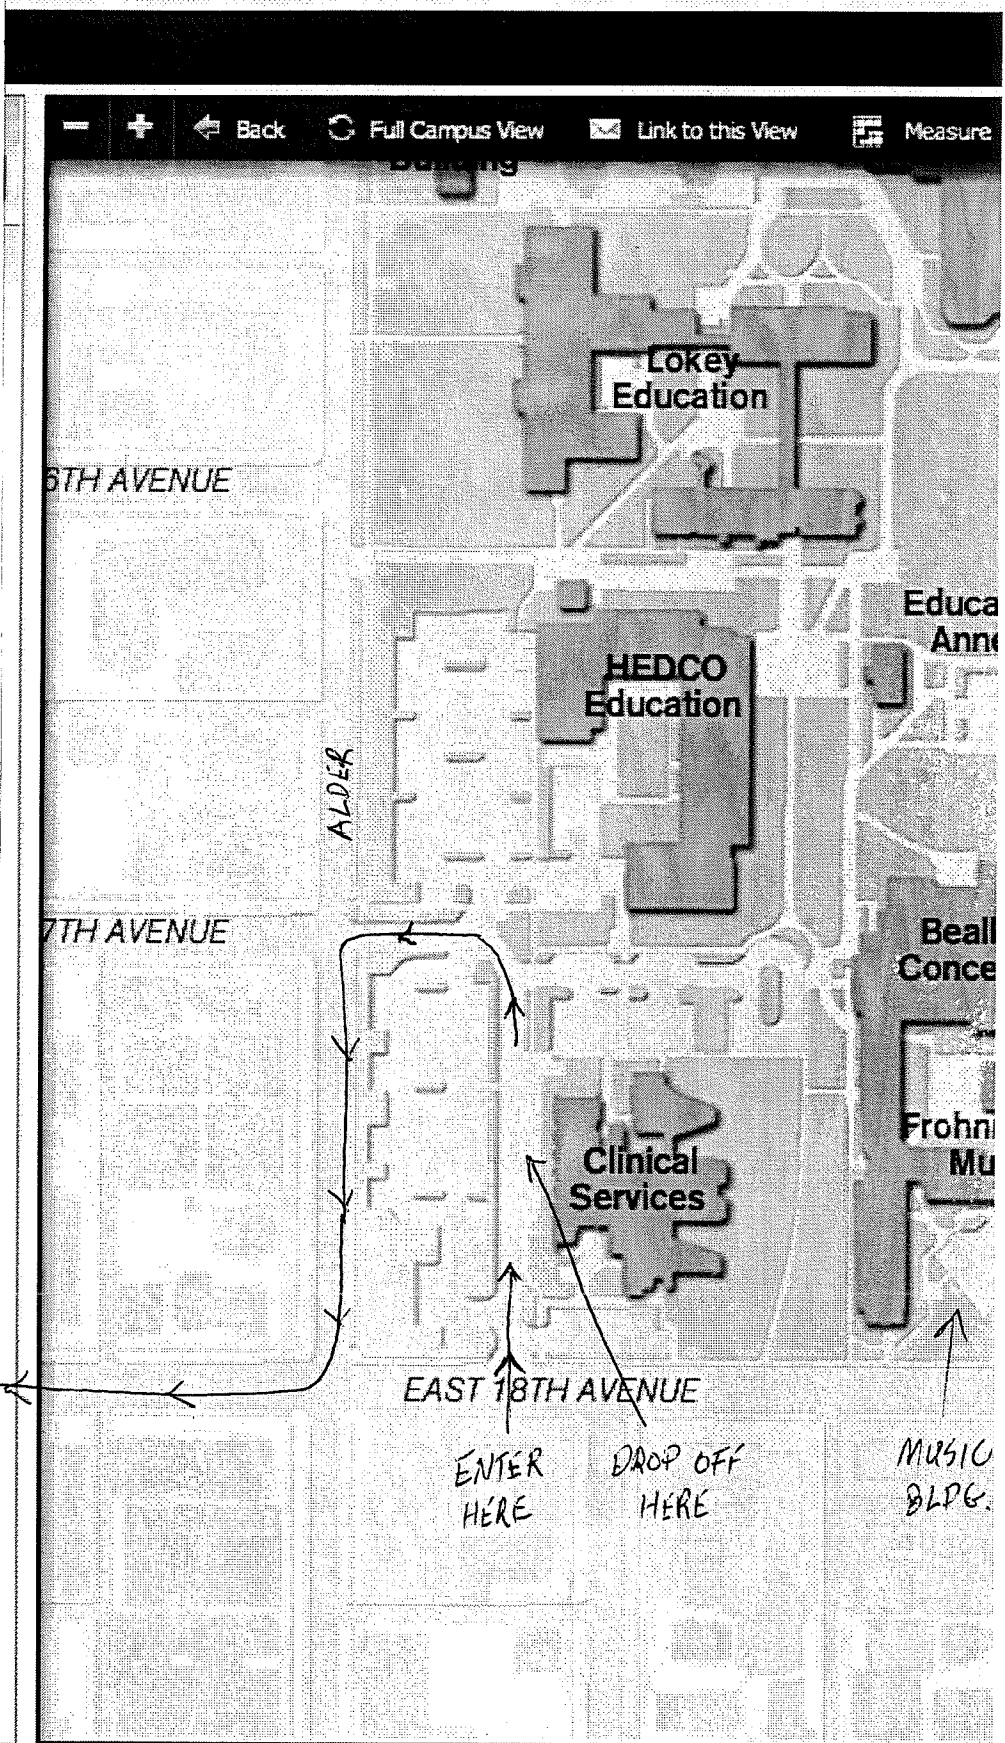 Back Full Campus View Link to this View Measure
Building
Lokey
Education
6TH AVENUE
Educa
Anne
HEDCO
Education
ALDER
7TH AVENUE
Beall
Conce
Frohn
Mu
Clinical
Services
EAST 18TH AVENUE
ENTER
HERE
DROP OFF
HERE
MUSIC
BLDG.